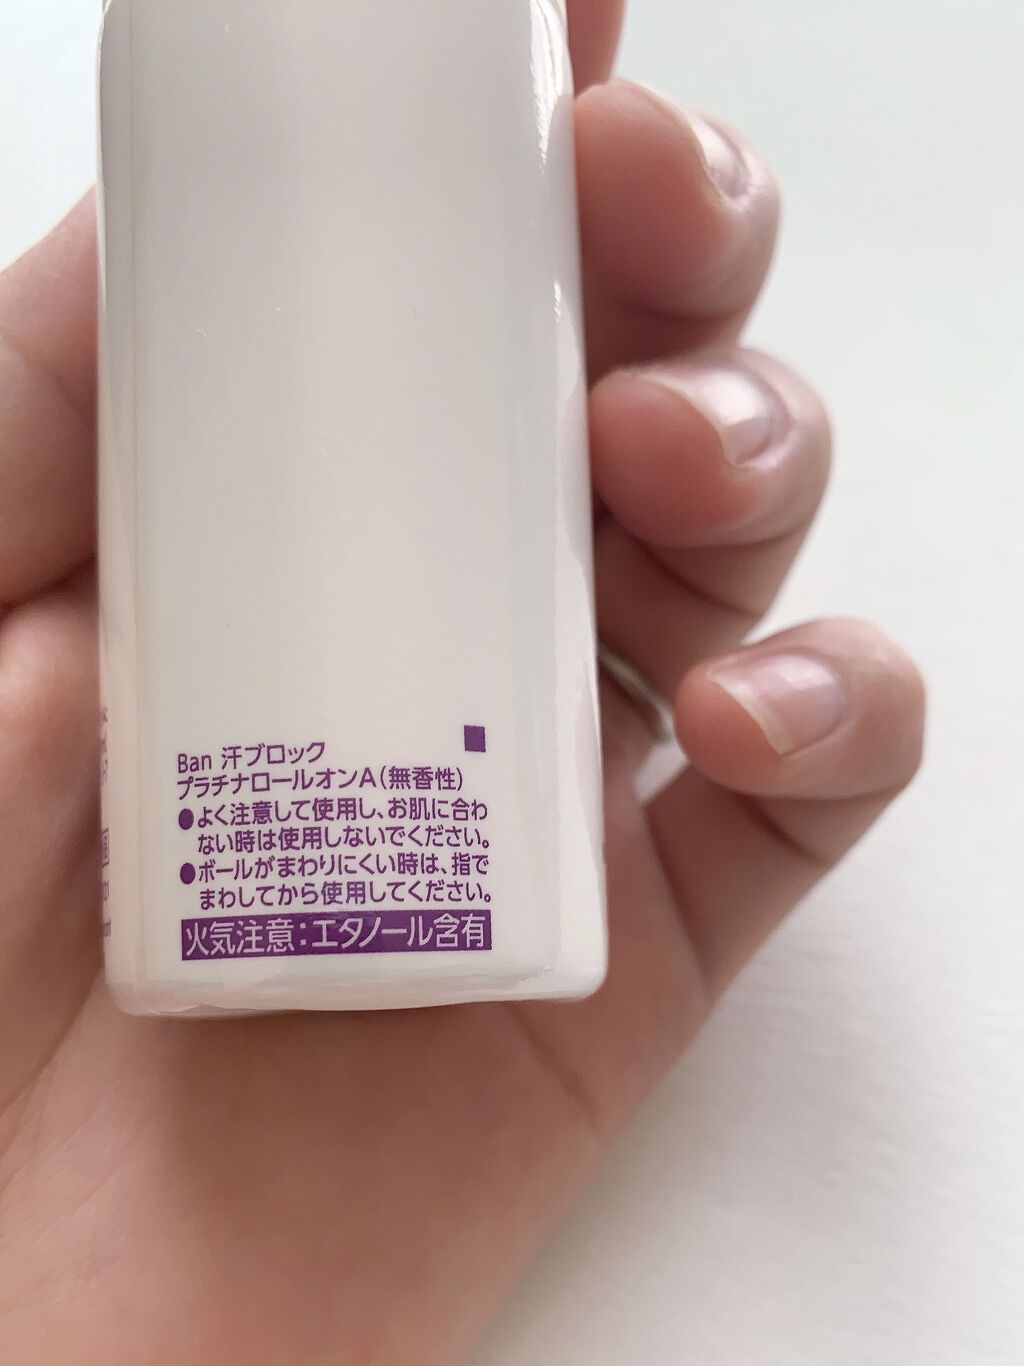 Ban 汗ブロック
プラチナロールオンA(無香性)
●よく注意して使用し、お肌に合わ
ない時は使用しないでください。
●ボールがまわりにくい時は、指で
まわしてから使用してください。
火気注意:エタノール含有